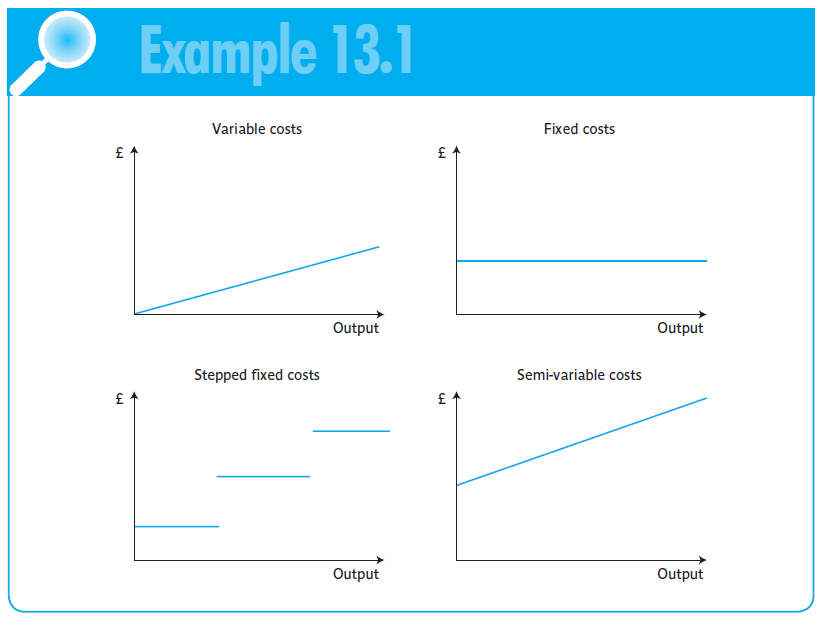 Example 13.1
Variable costs
£
Output
Fixed costs
£
Output
Stepped fixed costs
£
Output
Semi-variable costs
£
Output